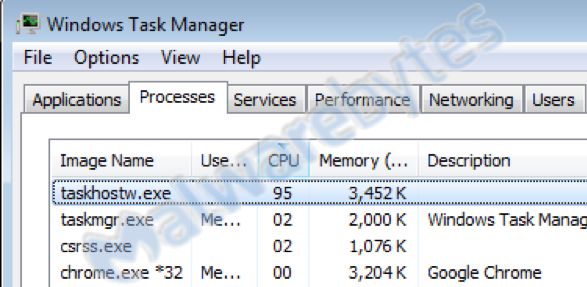 Windows Task Manager
File Options View Help
Applications Processes Services Performance Networking Users
Image Name Use... CPU Memory (... Description
taskhostw.exe 95 3,452 K
taskmgr.exe Me... 02 2,000 K Windows Task Manag
csrss.exe 02 1,076 K
chrome.exe *32 Me... 00 3,204 K Google Chrome
Malwarebytes